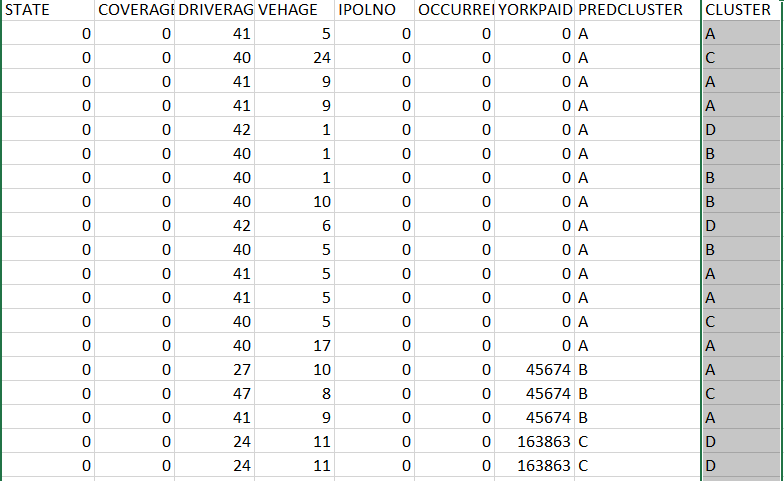 STATE COVERAGE DRIVERAG VEHAGE IPOLNO OCCURREI YORKPAID PREDCLUSTER CLUSTER
0 0 41 5 0 0 0 A A
0 0 40 24 0 0 0 A C
0 0 41 9 0 0 0 A A
0 0 41 9 0 0 0 A A
0 0 42 1 0 0 0 A D
0 0 40 1 0 0 0 A B
0 0 40 1 0 0 0 A B
0 0 40 10 0 0 0 A B
0 0 42 6 0 0 0 A D
0 0 40 5 0 0 0 A B
0 0 41 5 0 0 0 A A
0 0 41 5 0 0 0 A A
0 0 40 5 0 0 0 A C
0 0 40 17 0 0 0 A A
0 0 27 10 0 0 45674 B A
0 0 47 8 0 0 45674 B C
0 0 41 9 0 0 45674 B A
0 0 24 11 0 0 163863 C D
0 0 24 11 0 0 163863 C D